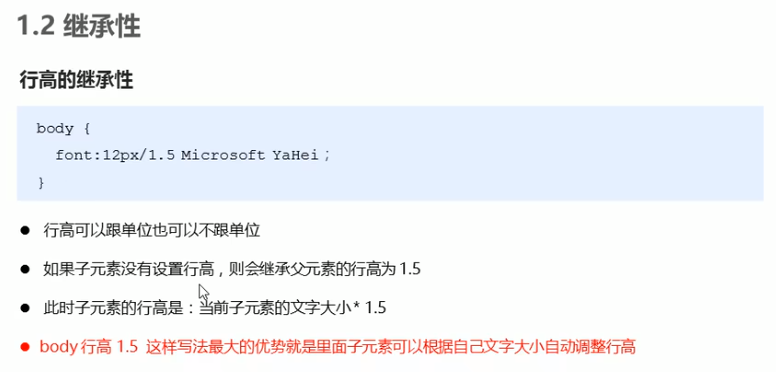 1.2 继承性
行高的继承性
body {
font:12px/1.5 Microsoft YaHei；
}
● 行高可以跟单位也可以不跟单位
● 如果子元素没有设置行高，则会继承父元素的行高为 1.5
● 此时子元素的行高是：当前子元素的文字大小 * 1.5
● body 行高 1.5 这样写法最大的优势就是里面子元素可以根据自己文字大小自动调整行高